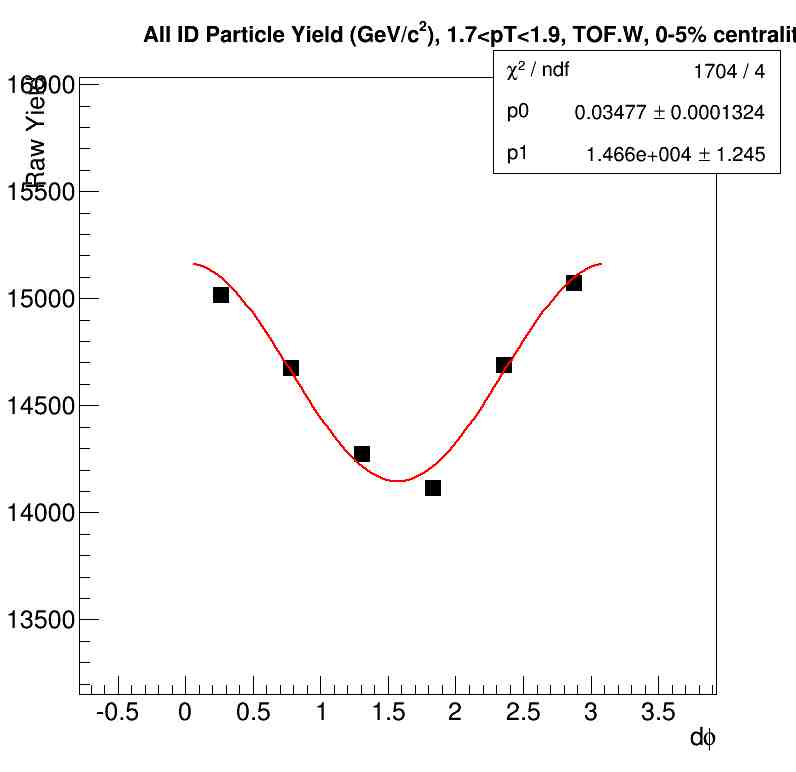 All ID Particle Yield (GeV/c²), 1.7<pT<1.9, TOF.W, 0-5% centralit
χ² / ndf 1704 / 4
p0 0.03477 ± 0.0001324
p1 1.466e+004 ± 1.245
Raw Yield
16000
15500
15000
14500
14000
13500
-0.5 0 0.5 1 1.5 2 2.5 3 3.5
dϕ